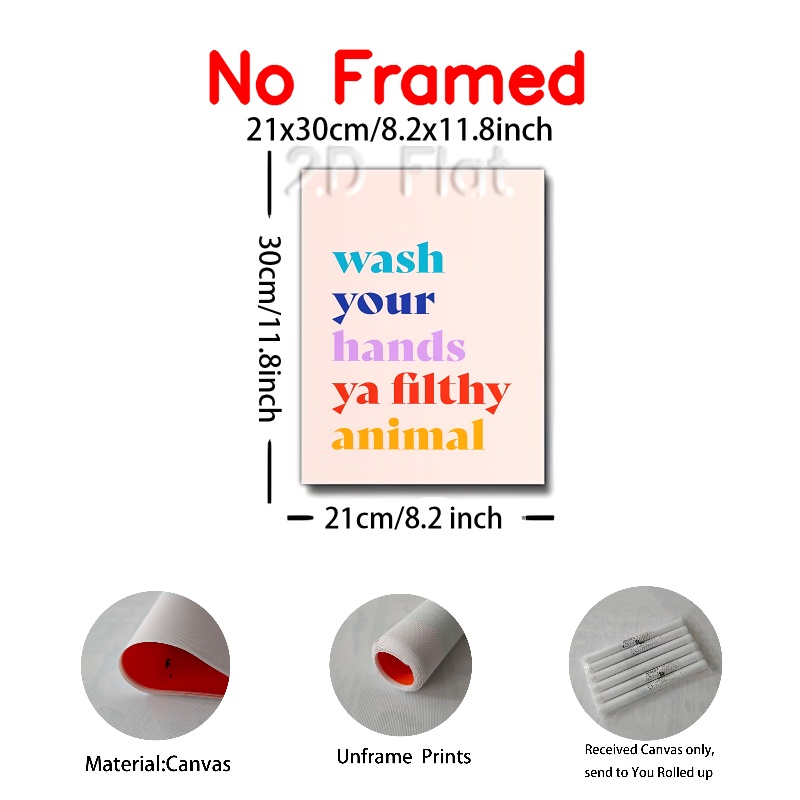 No Framed
21x30cm/8.2x11.8inch
2D Flat
30cm/11.8inch
wash
your
hands
ya filthy
animal
21cm/8.2 inch
Material:Canvas
Unframe Prints
Received Canvas only,
send to You Rolled up